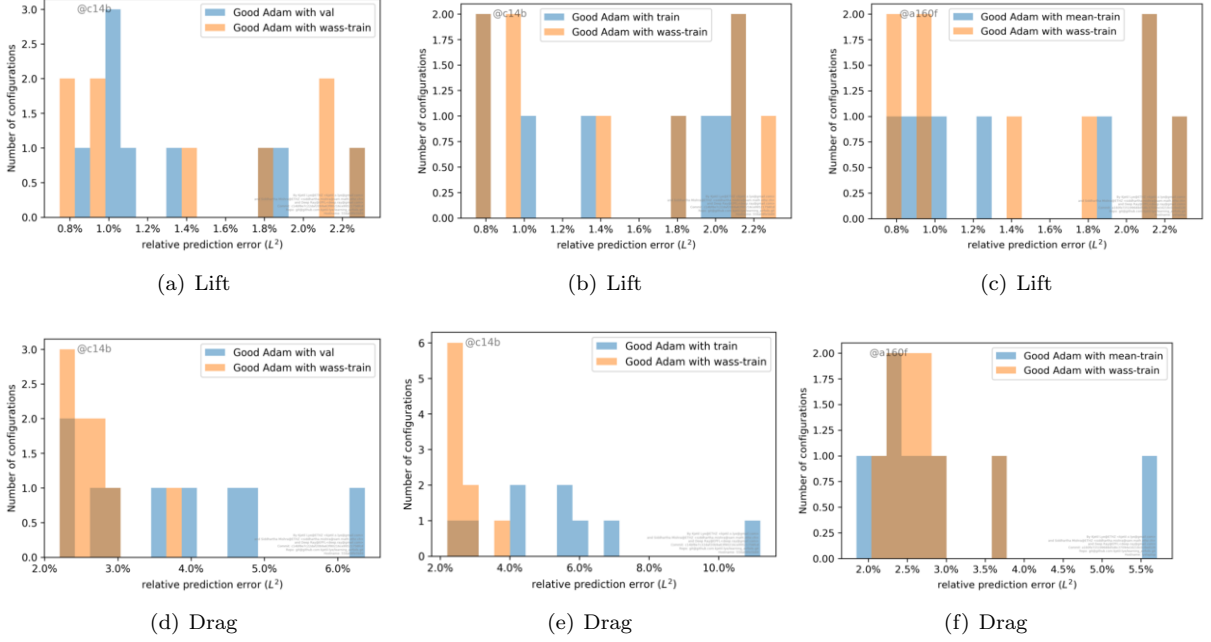 @c14b
Good Adam with val
Good Adam with wass-train
Number of configurations
3.0
2.5
2.0
1.5
1.0
0.5
0.0
0.8% 1.0% 1.2% 1.4% 1.6% 1.8% 2.0% 2.2%
relative prediction error (L²)
(a) Lift
@c14b
Good Adam with train
Good Adam with wass-train
Number of configurations
2.00
1.75
1.50
1.25
1.00
0.75
0.50
0.25
0.00
0.8% 1.0% 1.2% 1.4% 1.6% 1.8% 2.0% 2.2%
relative prediction error (L²)
(b) Lift
@a160f
Good Adam with mean-train
Good Adam with wass-train
Number of configurations
2.00
1.75
1.50
1.25
1.00
0.75
0.50
0.25
0.00
0.8% 1.0% 1.2% 1.4% 1.6% 1.8% 2.0% 2.2%
relative prediction error (L²)
(c) Lift
@c14b
Good Adam with val
Good Adam with wass-train
Number of configurations
3.0
2.5
2.0
1.5
1.0
0.5
0.0
2.0% 3.0% 4.0% 5.0% 6.0%
relative prediction error (L²)
(d) Drag
@c14b
Good Adam with train
Good Adam with wass-train
Number of configurations
6
5
4
3
2
1
0
2.0% 4.0% 6.0% 8.0% 10.0%
relative prediction error (L²)
(e) Drag
@a160f
Good Adam with mean-train
Good Adam with wass-train
Number of configurations
2.00
1.75
1.50
1.25
1.00
0.75
0.50
0.25
0.00
2.0% 2.5% 3.0% 3.5% 4.0% 4.5% 5.0% 5.5%
relative prediction error (L²)
(f) Drag